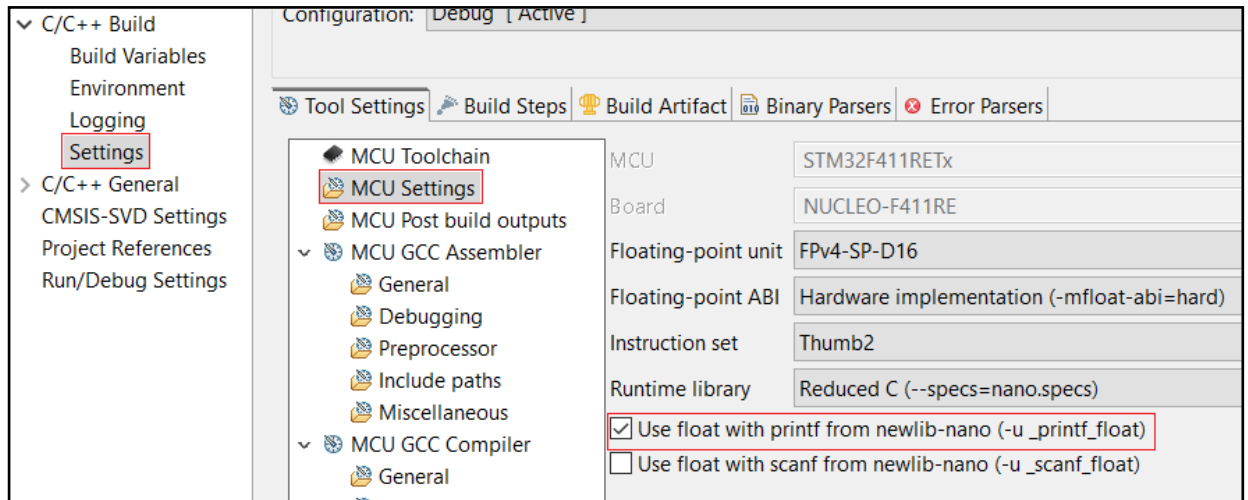 C/C++ Build
Build Variables
Environment
Logging
Settings
C/C++ General
CMSIS-SVD Settings
Project References
Run/Debug Settings
Configuration: Debug [ Active ]
Tool Settings Build Steps Build Artifact Binary Parsers Error Parsers
MCU Toolchain
MCU Settings
MCU Post build outputs
MCU GCC Assembler
General
Debugging
Preprocessor
Include paths
Miscellaneous
MCU GCC Compiler
General
MCU STM32F411RETx
Board NUCLEO-F411RE
Floating-point unit FPv4-SP-D16
Floating-point ABI Hardware implementation (-mfloat-abi=hard)
Instruction set Thumb2
Runtime library Reduced C (--specs=nano.specs)
Use float with printf from newlib-nano (-u _printf_float)
Use float with scanf from newlib-nano (-u _scanf_float)